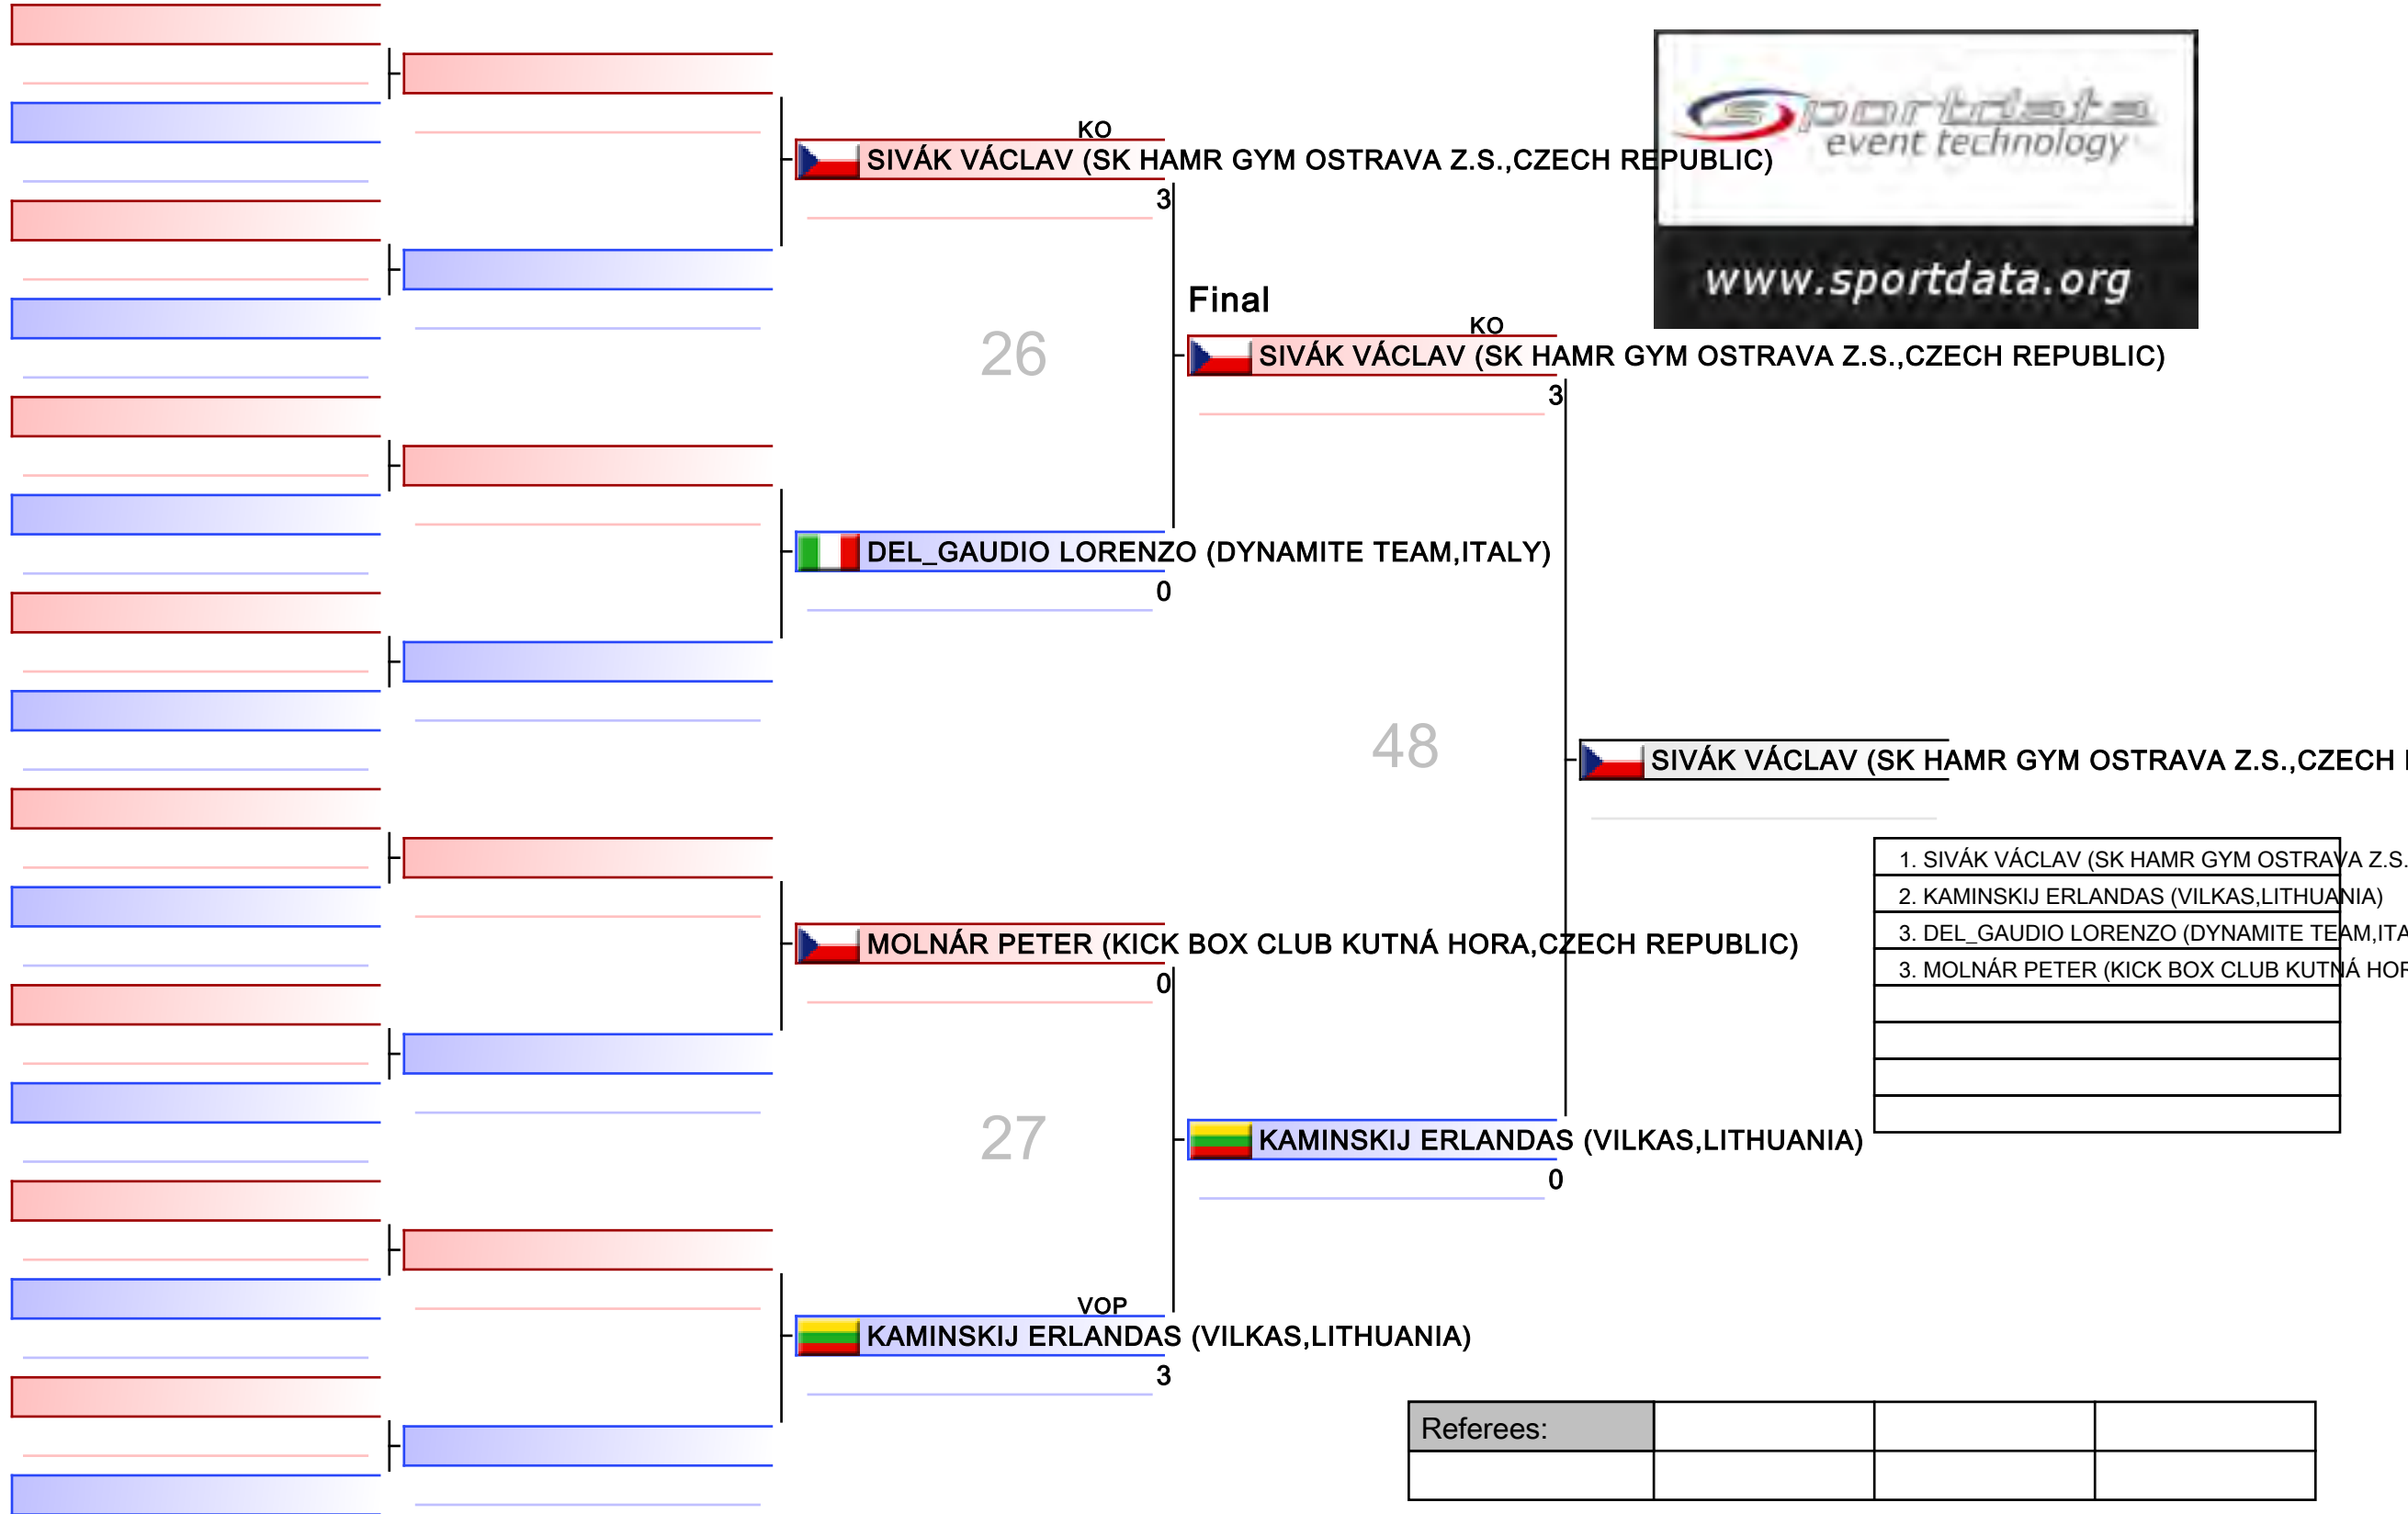 sportdata
event technology
www.sportdata.org
KO
SIVÁK VÁCLAV (SK HAMR GYM OSTRAVA Z.S.,CZECH REPUBLIC)
3
Final
26
KO
SIVÁK VÁCLAV (SK HAMR GYM OSTRAVA Z.S.,CZECH REPUBLIC)
3
DEL_GAUDIO LORENZO (DYNAMITE TEAM,ITALY)
0
48
SIVÁK VÁCLAV (SK HAMR GYM OSTRAVA Z.S.,CZECH
1. SIVÁK VÁCLAV (SK HAMR GYM OSTRAVA Z.S.
2. KAMINSKIJ ERLANDAS (VILKAS,LITHUANIA)
3. DEL_GAUDIO LORENZO (DYNAMITE TEAM,ITA
3. MOLNÁR PETER (KICK BOX CLUB KUTNÁ HOR
MOLNÁR PETER (KICK BOX CLUB KUTNÁ HORA,CZECH REPUBLIC)
0
27
KAMINSKIJ ERLANDAS (VILKAS,LITHUANIA)
0
VOP
KAMINSKIJ ERLANDAS (VILKAS,LITHUANIA)
3
Referees: